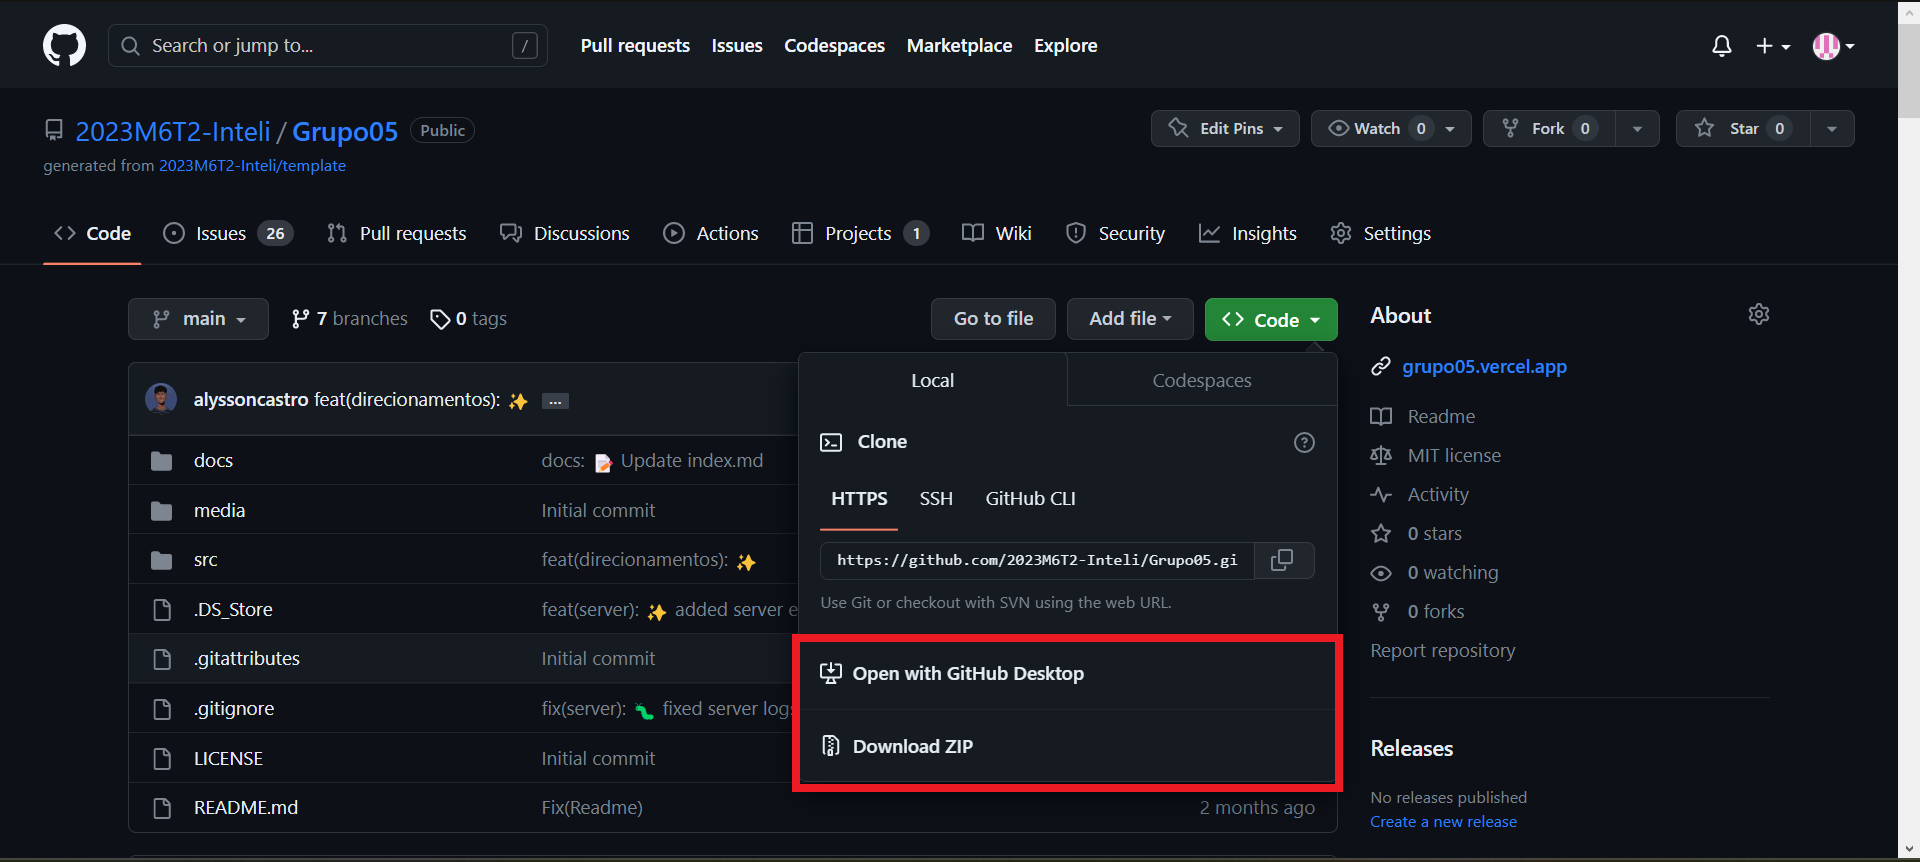 Search or jump to... /
Pull requests Issues Codespaces Marketplace Explore
2023M6T2-Inteli / Grupo05 Public
generated from 2023M6T2-Inteli/template
Edit Pins Watch 0 Fork 0 Star 0
Code Issues 26 Pull requests Discussions Actions Projects 1 Wiki Security Insights Settings
main 7 branches 0 tags Go to file Add file Code
alyssoncastro feat(direcionamentos): ✨ ...
docs docs: 📝 Update index.md
media Initial commit
src feat(direcionamentos): ✨
.DS_Store feat(server): ✨ added server e
.gitattributes Initial commit
.gitignore fix(server): 🐛 fixed server logs
LICENSE Initial commit
README.md Fix(Readme) 2 months ago
Local Codespaces
Clone
HTTPS SSH GitHub CLI
https://github.com/2023M6T2-Inteli/Grupo05.gi
Use Git or checkout with SVN using the web URL.
Open with GitHub Desktop
Download ZIP
About
grupo05.vercel.app
Readme
MIT license
Activity
0 stars
0 watching
0 forks
Report repository
Releases
No releases published
Create a new release